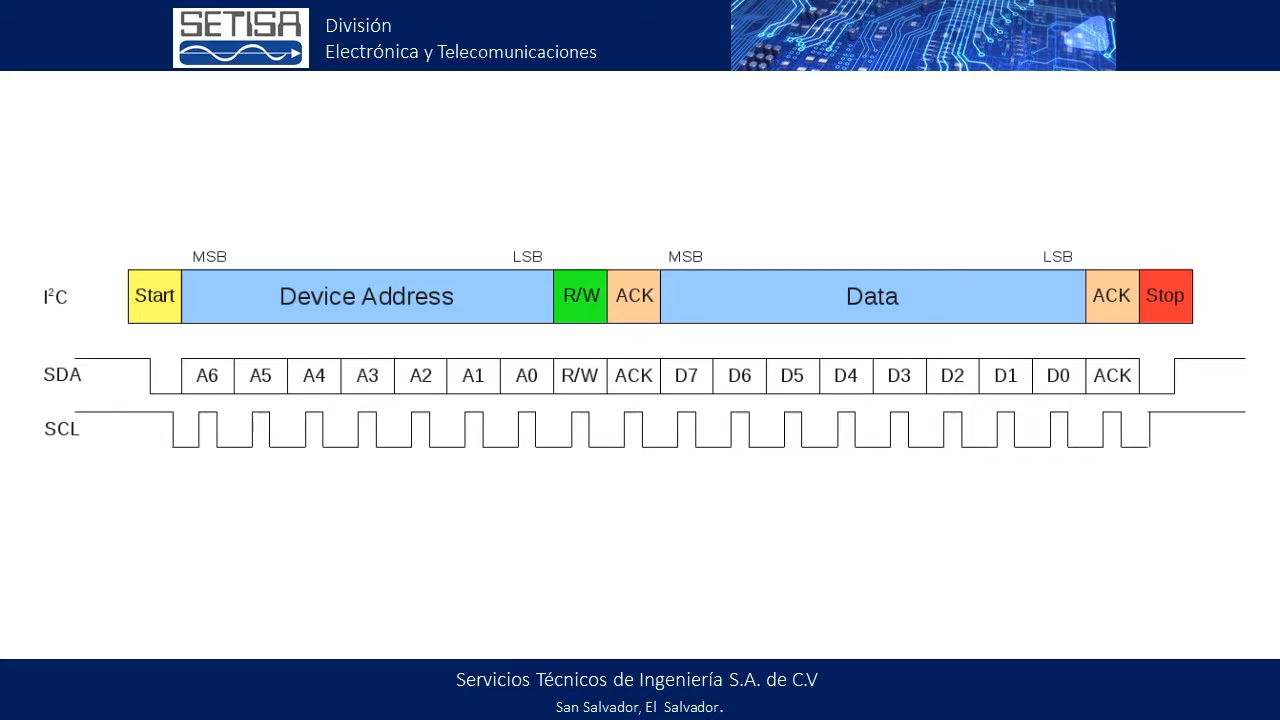 SETISA
División
Electrónica y Telecomunicaciones
MSB LSB MSB LSB
I²C Start Device Address R/W ACK Data ACK Stop
SDA A6 A5 A4 A3 A2 A1 A0 R/W ACK D7 D6 D5 D4 D3 D2 D1 D0 ACK
SCL
Servicios Técnicos de Ingeniería S.A. de C.V
San Salvador, El Salvador.